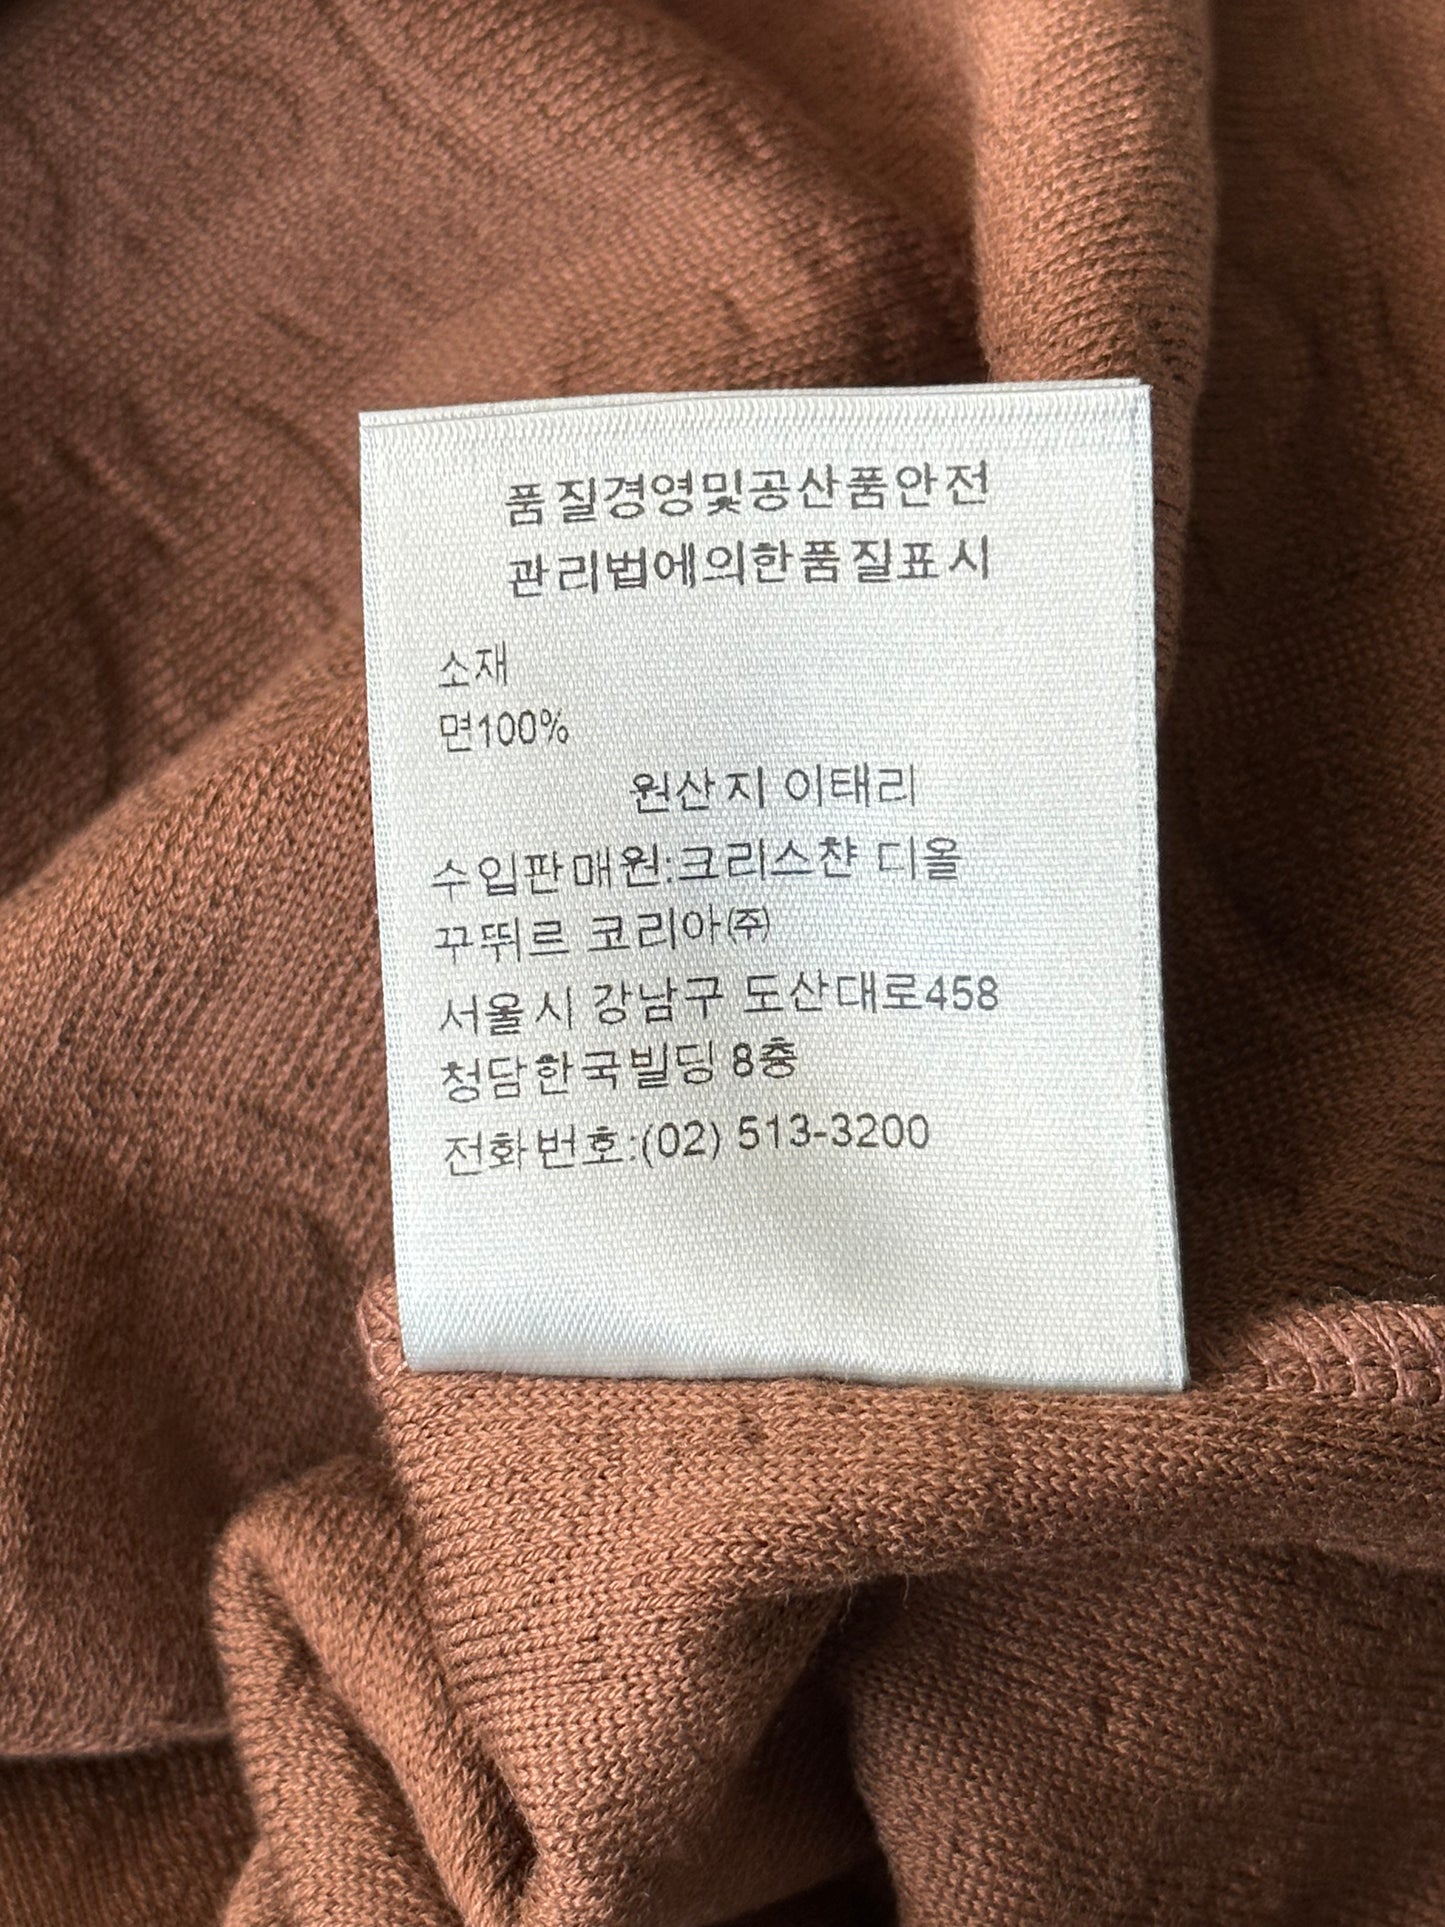 품질경영및공산품안전
관리법에의한품질표시
소재
면100%
원산지 이태리
수입판매원:크리스챤 디올
꾸뛰르 코리아㈜
서울시 강남구 도산대로458
청담한국빌딩 8층
전화번호:(02) 513-3200